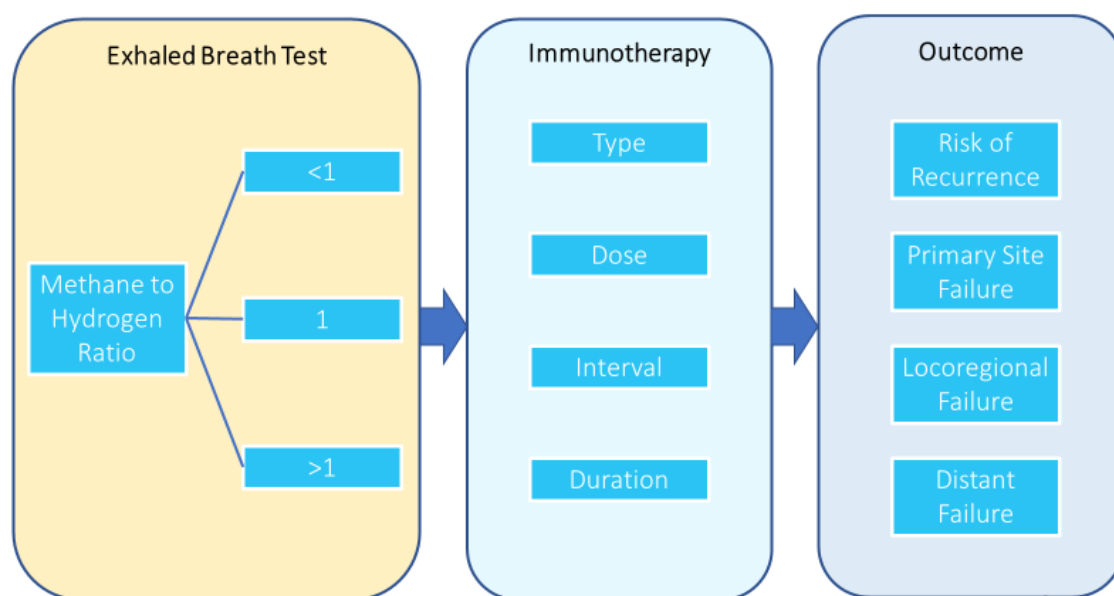 Exhaled Breath Test
Methane to
Hydrogen
Ratio
<1
1
>1
Immunotherapy
Type
Dose
Interval
Duration
Outcome
Risk of
Recurrence
Primary Site
Failure
Locoregional
Failure
Distant
Failure